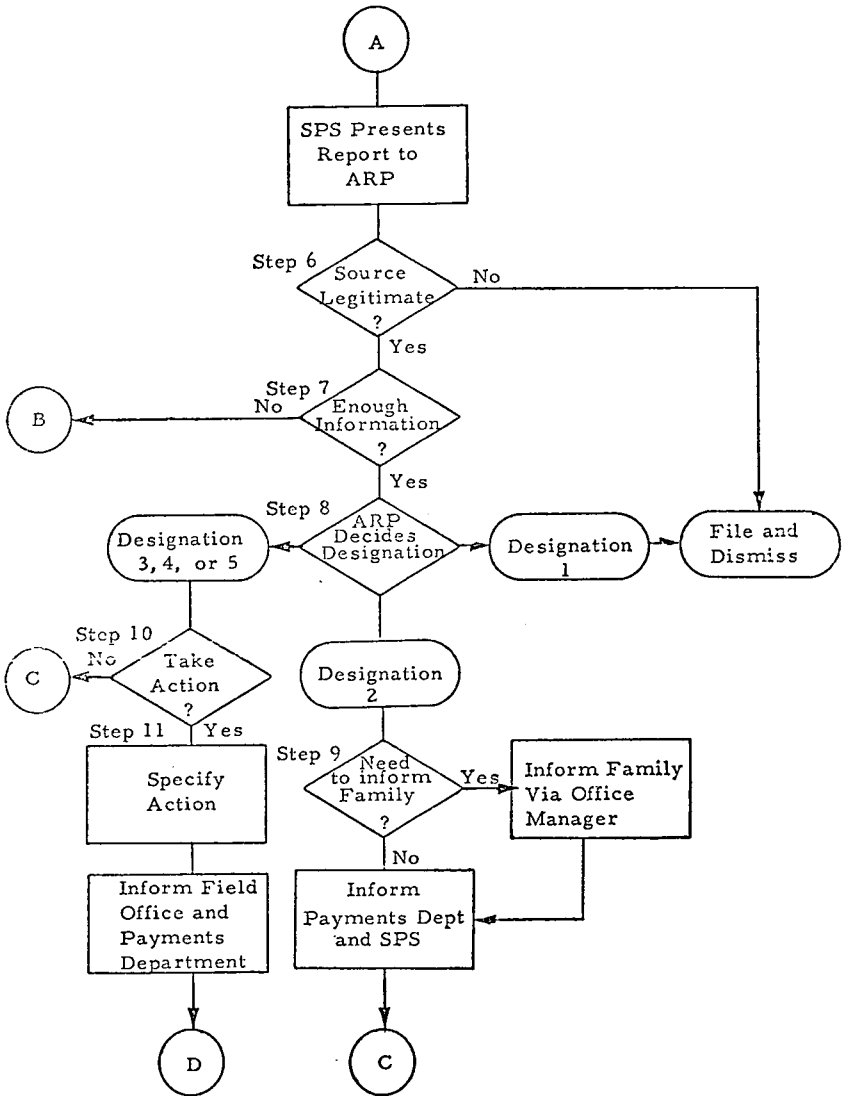 A
SPS Presents
Report to
ARP
Step 6
Source
Legitimate
?
No
Yes
Step 7
No
Enough
Information
?
B
Yes
Step 8
ARP
Decides
Designation
Designation
3, 4, or 5
Designation
1
File and
Dismiss
Step 10
No
Take
Action
?
C
Designation
2
Step 11
Yes
Specify
Action
Step 9
Need
to inform
Family
?
Yes
Inform Family
Via Office
Manager
No
Inform Field
Office and
Payments
Department
Inform
Payments Dept
and SPS
D
C